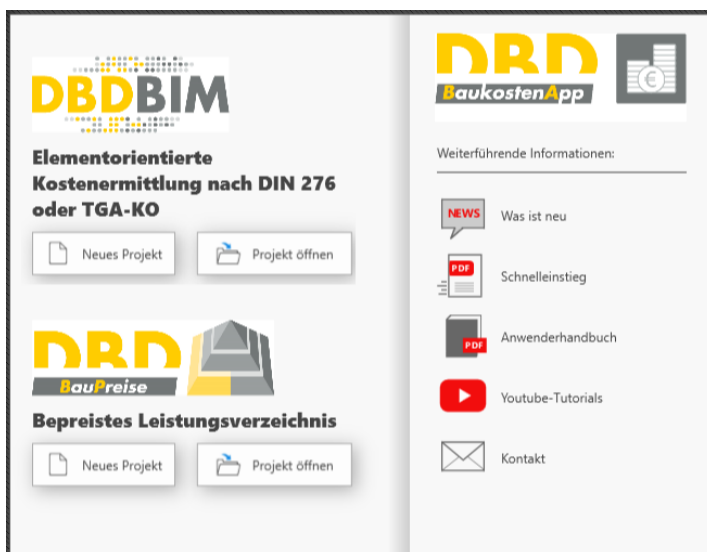 DBDBIM
Elementorientierte
Kostenermittlung nach DIN 276
oder TGA-KO
Neues Projekt
Projekt öffnen
DBD
BauPreise
Bepreistes Leistungsverzeichnis
Neues Projekt
Projekt öffnen
DBD
BaukostenApp
€
Weiterführende Informationen:
NEWS
Was ist neu
PDF
Schnelleinstieg
PDF
Anwenderhandbuch
Youtube-Tutorials
Kontakt